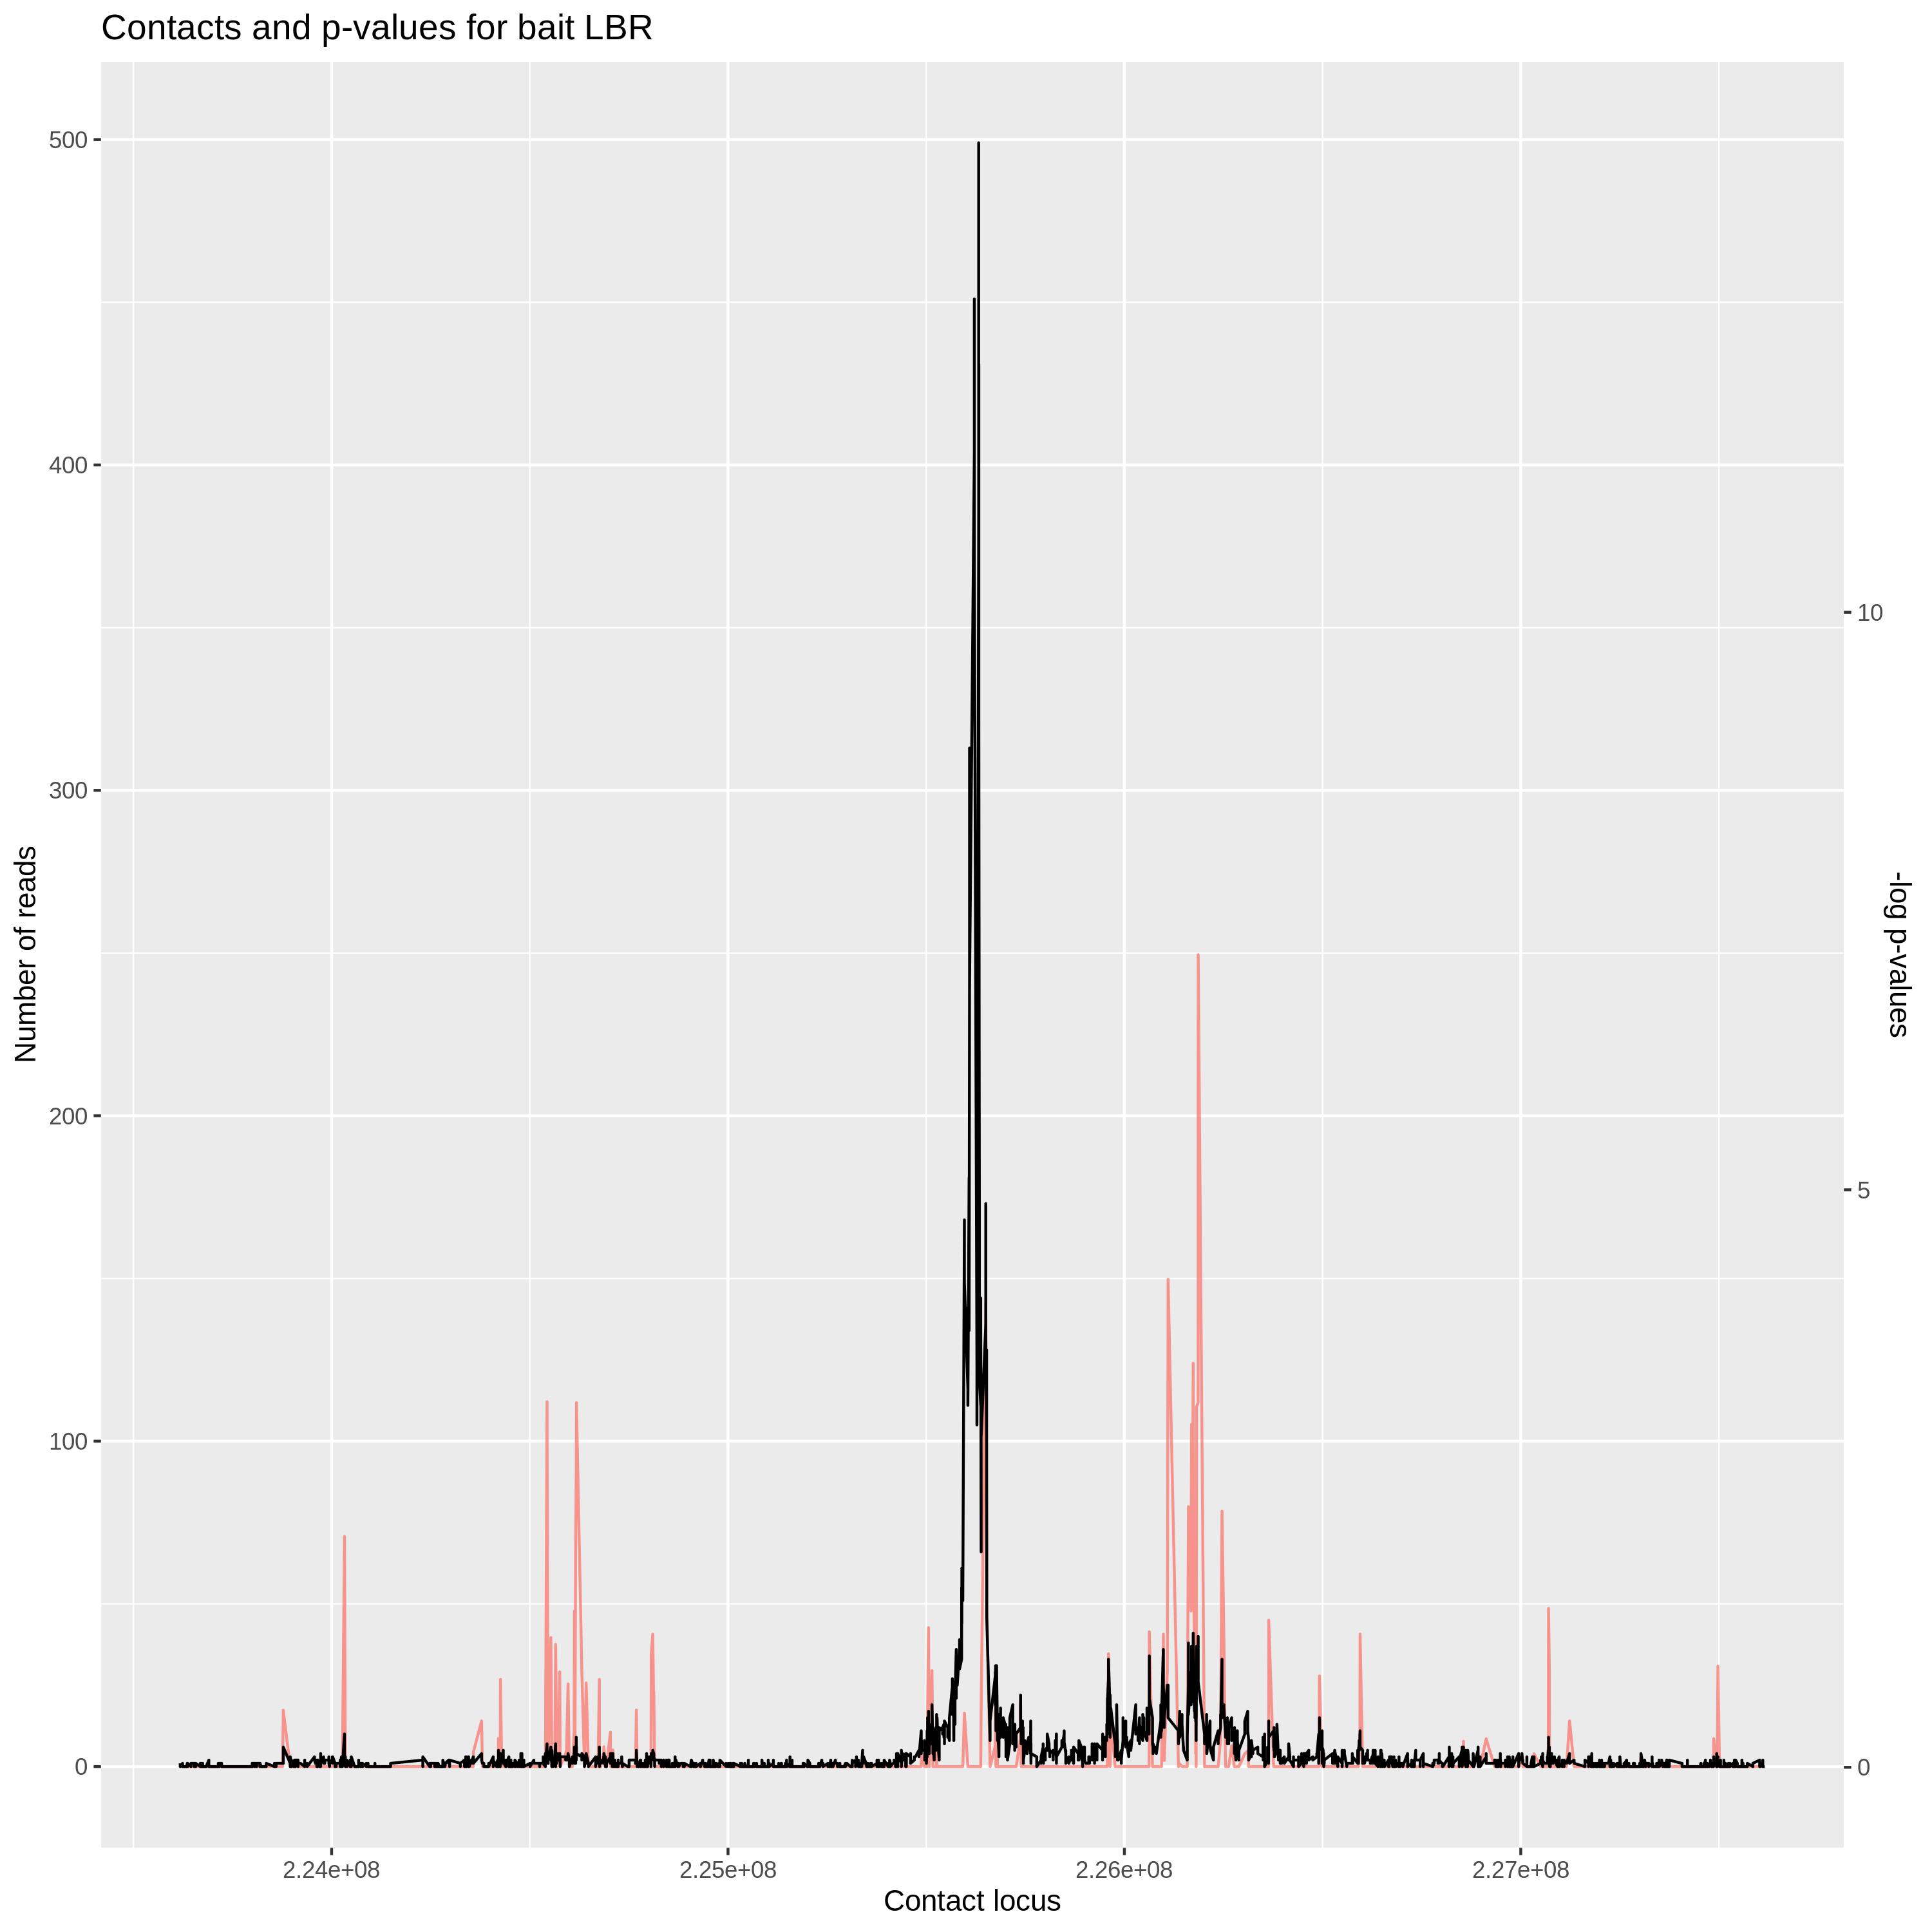 Contacts and p-values for bait LBR
500
400
300
200
100
0
Number of reads
10
5
0
-log p-values
2.24e+08
2.25e+08
2.26e+08
2.27e+08
Contact locus